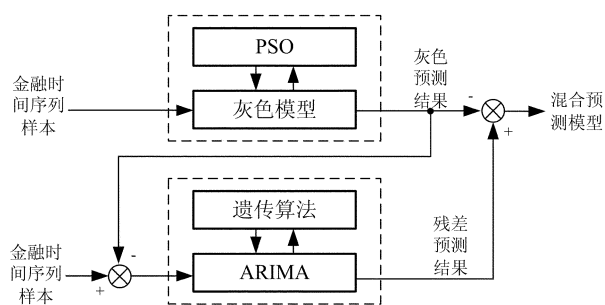 PSO
灰色模型
金融时
间序列
样本
灰色
预测
结果
-
+
混合预
测模型
遗传算法
ARIMA
金融时
间序列
样本
-
+
残差
预测
结果